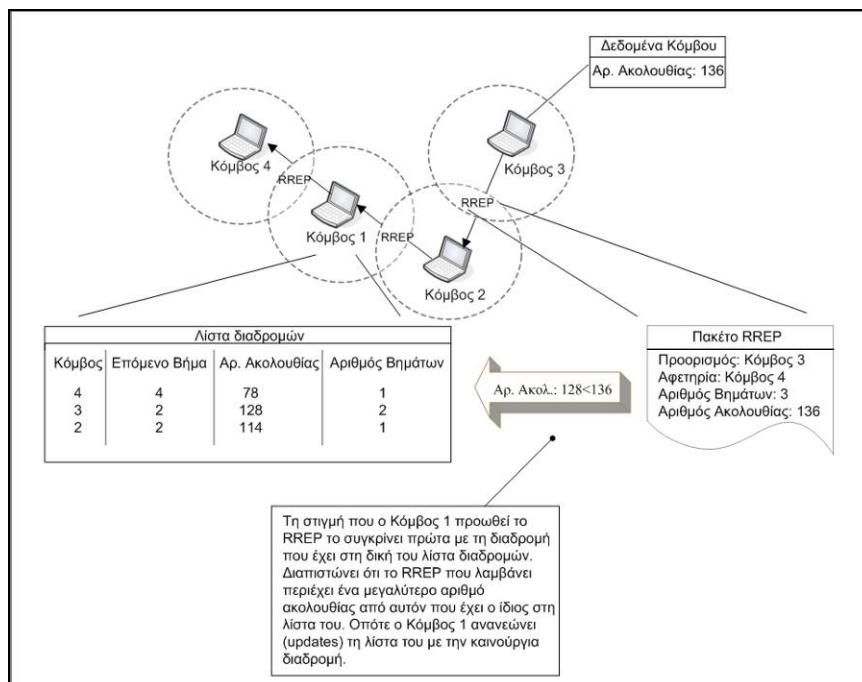 Δεδομένα Κόμβου
Αρ. Ακολουθίας: 136
Κόμβος 4
Κόμβος 3
RREP
RREP
Κόμβος 1
RREP
Κόμβος 2
Λίστα διαδρομών
Κόμβος Επόμενο Βήμα Αρ. Ακολουθίας Αριθμός Βημάτων
4 4 78 1
3 2 128 2
2 2 114 1
Αρ. Ακολ.: 128<136
Πακέτο RREP
Προορισμός: Κόμβος 3
Αφετηρία: Κόμβος 4
Αριθμός Βημάτων: 3
Αριθμός Ακολουθίας: 136
Τη στιγμή που ο Κόμβος 1 προωθεί το
RREP το συγκρίνει πρώτα με τη διαδρομή
που έχει στη δική του λίστα διαδρομών.
Διαπιστώνει ότι το RREP που λαμβάνει
περιέχει ένα μεγαλύτερο αριθμό
ακολουθίας από αυτόν που έχει ο ίδιος στη
λίστα του. Οπότε ο Κόμβος 1 ανανεώνει
(updates) τη λίστα του με την καινούργια
διαδρομή.